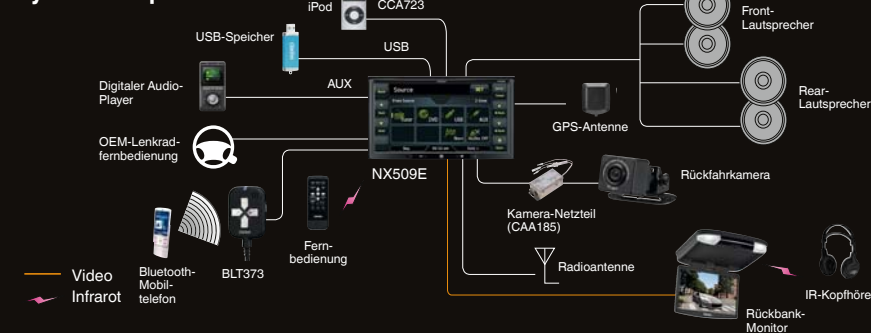 iPod
CCA723
Front-
Lautsprecher
USB-Speicher
USB
Digitaler Audio-
Player
AUX
Source
Rear-
Lautsprecher
GPS-Antenne
OEM-Lenkrad-
fernbedienung
NX509E
Rückfahrkamera
Kamera-Netzteil
(CAA185)
Fern-
bedienung
BLT373
Bluetooth-
Mobil-
telefon
Radioantenne
Video
Infrarot
IR-Kopfhöre
Rückbank-
Monitor